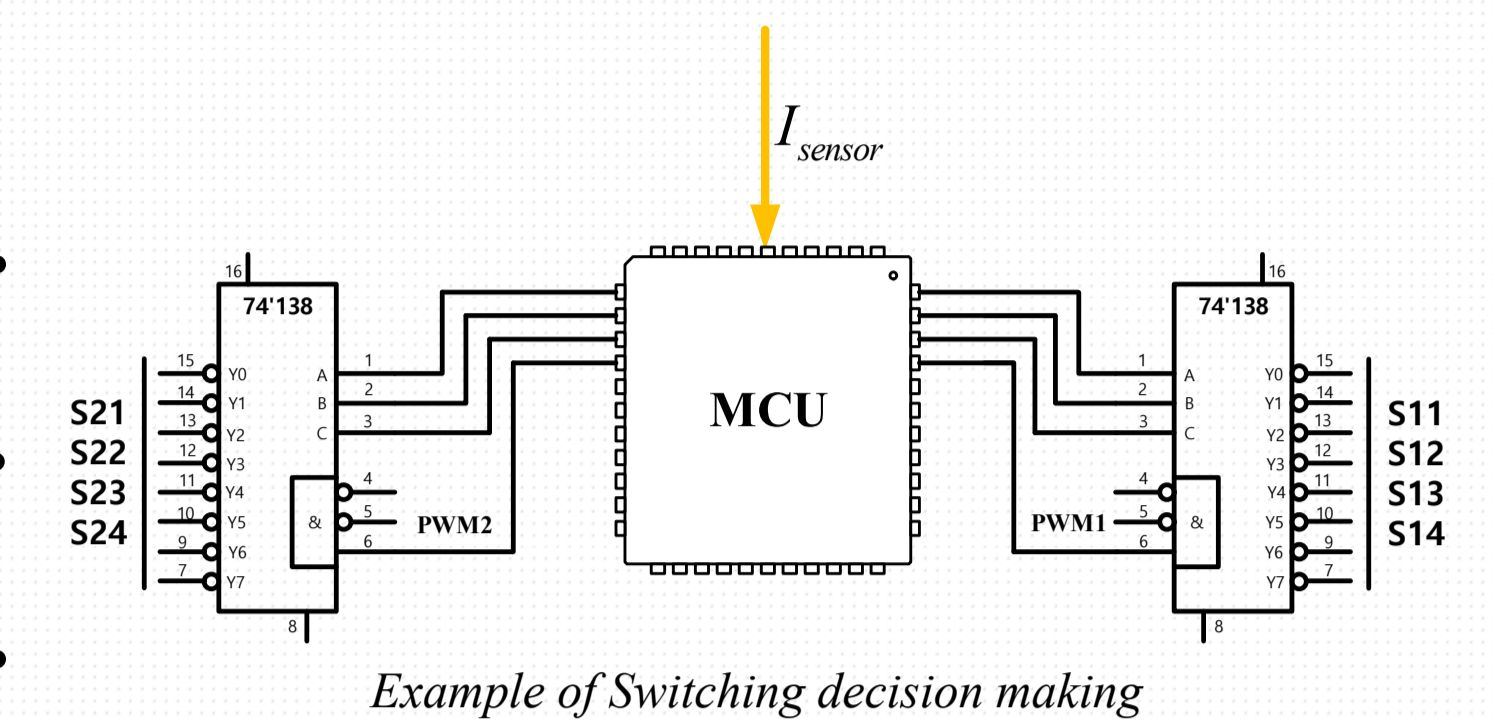 I sensor
16
74'138
15 Y0 A 1
14 Y1 B 2
13 Y2 C 3
12 Y3
11 Y4 4
10 Y5 & 5
9 Y6 6
7 Y7
8
S21
S22
S23
S24
PWM2
MCU
16
74'138
1 A Y0 15
2 B Y1 14
3 C Y2 13
Y3 12
4 Y4 11
5 & Y5 10
6 Y6 9
Y7 7
8
PWM1
S11
S12
S13
S14
Example of Switching decision making